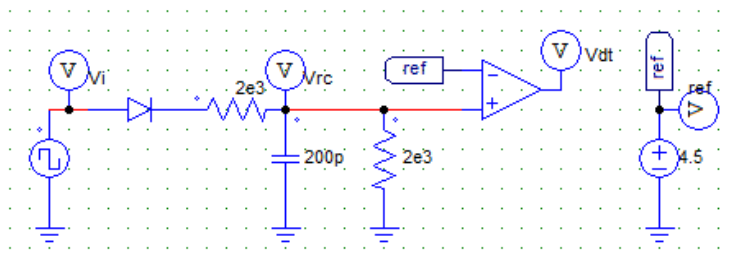 V Vi
2e3
V Vrc
200p
2e3
ref
−
+
V Vdt
ref
ref
V
+
−
4.5